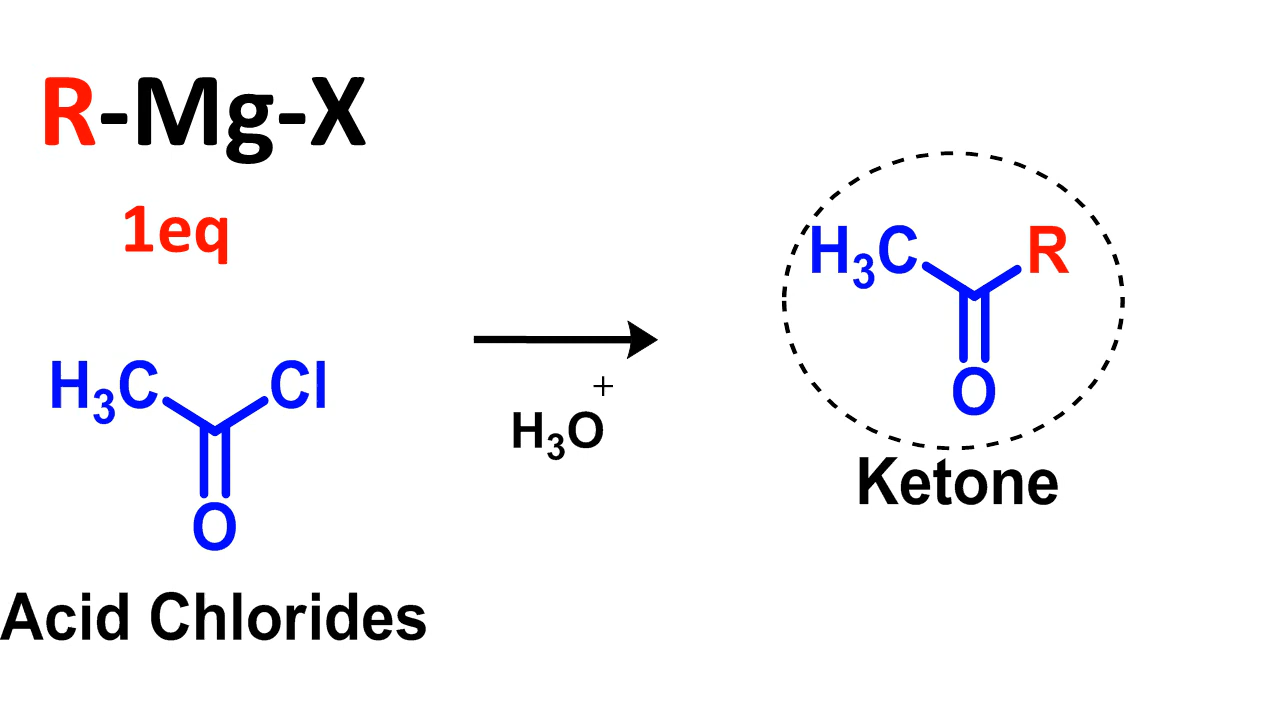 R-Mg-X
1eq
H₃C Cl
O
Acid Chlorides
H₃O⁺
H₃C R
O
Ketone